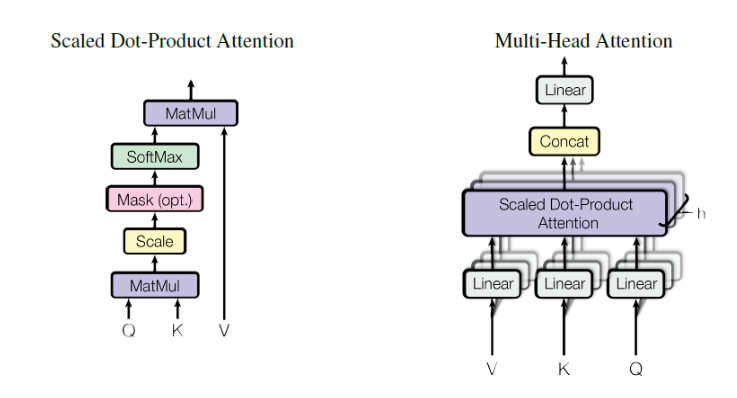 Scaled Dot-Product Attention
MatMul
SoftMax
Mask (opt.)
Scale
MatMul
Q K V
Multi-Head Attention
Linear
Concat
Scaled Dot-Product
Attention
h
Linear Linear Linear
V K Q